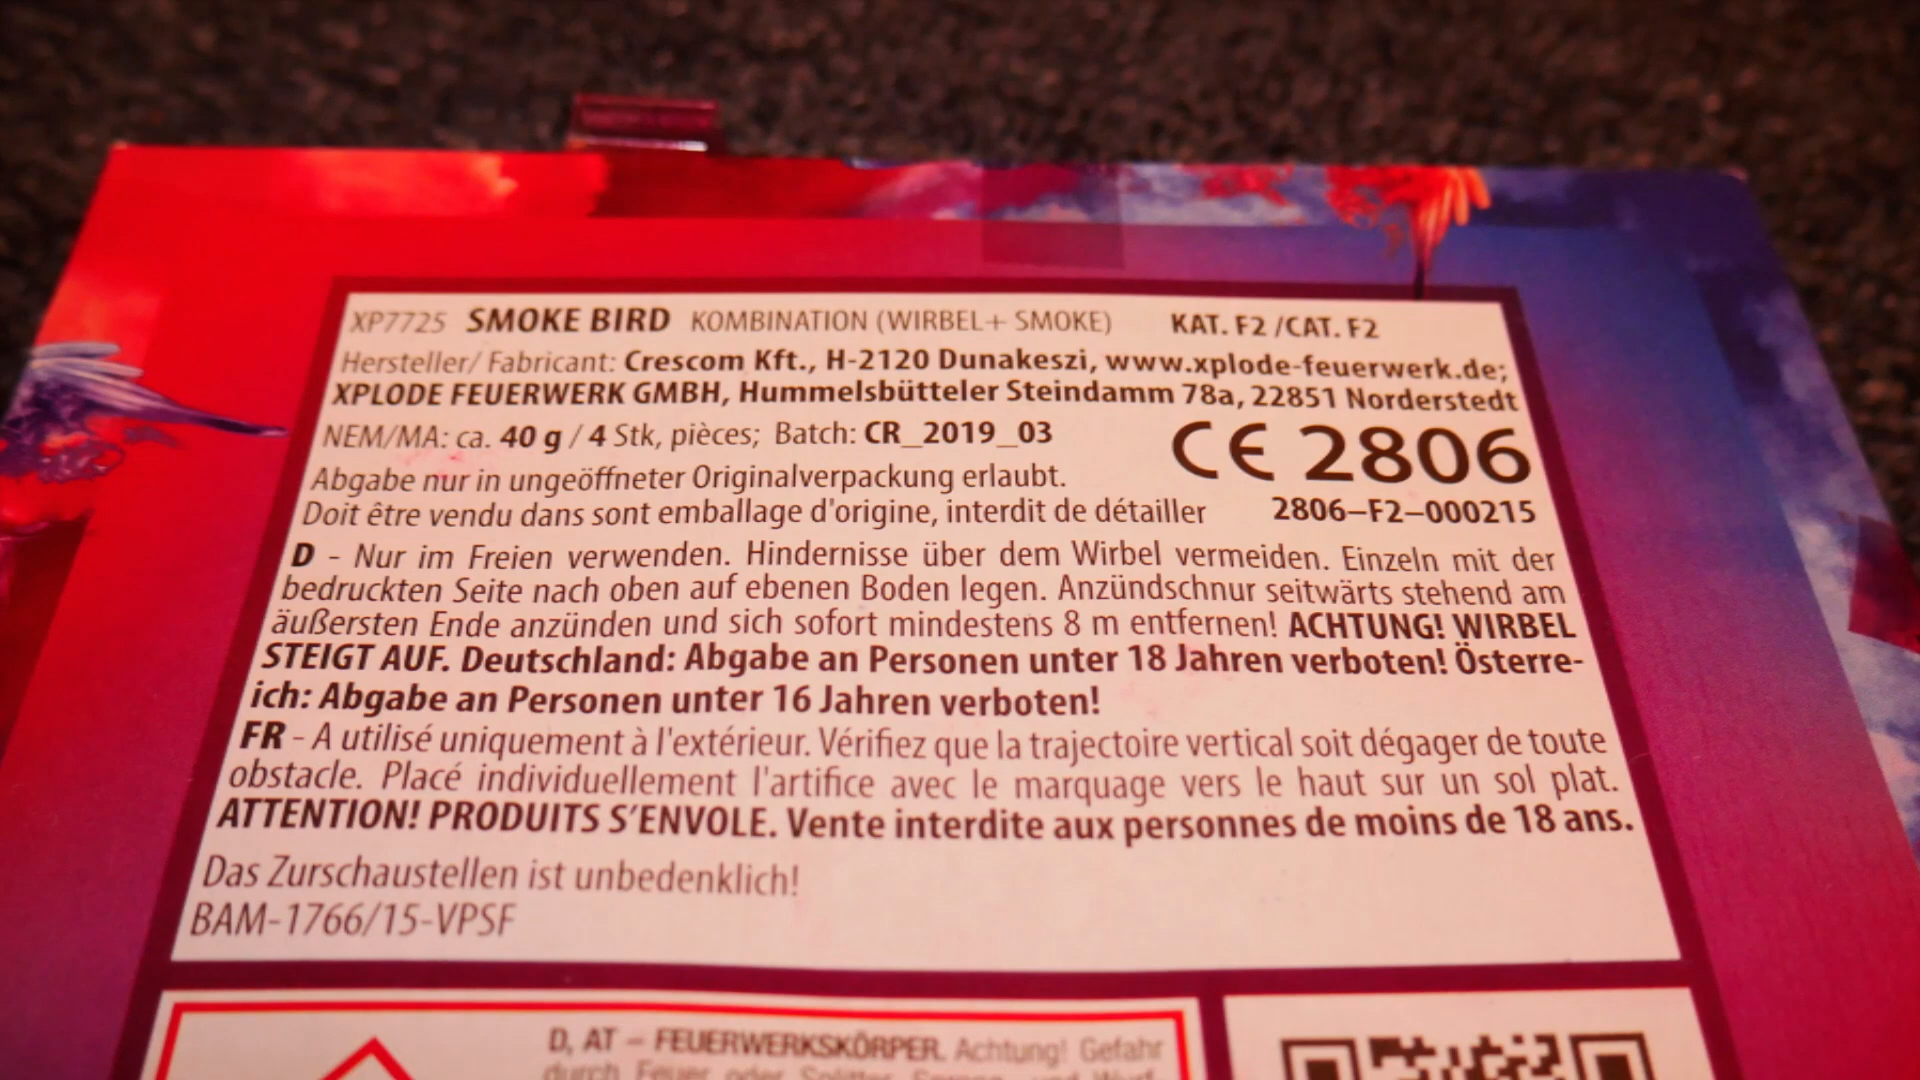 XP7725 SMOKE BIRD KOMBINATION (WIRBEL+ SMOKE) KAT. F2 /CAT. F2
Hersteller/ Fabricant: Crescom Kft., H-2120 Dunakeszi, www.xplode-feuerwerk.de;
XPLODE FEUERWERK GMBH, Hummelsbütteler Steindamm 78a, 22851 Norderstedt
NEM/MA: ca. 40 g / 4 Stk, pièces; Batch: CR_2019_03
CE 2806
Abgabe nur in ungeöffneter Originalverpackung erlaubt.
Doit être vendu dans sont emballage d'origine, interdit de détailler
2806-F2-000215
D - Nur im Freien verwenden. Hindernisse über dem Wirbel vermeiden. Einzeln mit der
bedruckten Seite nach oben auf ebenen Boden legen. Anzündschnur seitwärts stehend am
äußersten Ende anzünden und sich sofort mindestens 8 m entfernen! ACHTUNG! WIRBEL
STEIGT AUF. Deutschland: Abgabe an Personen unter 18 Jahren verboten! Österre-
ich: Abgabe an Personen unter 16 Jahren verboten!
FR - A utilisé uniquement à l'extérieur. Vérifiez que la trajectoire vertical soit dégager de toute
obstacle. Placé individuellement l'artifice avec le marquage vers le haut sur un sol plat.
ATTENTION! PRODUITS S'ENVOLE. Vente interdite aux personnes de moins de 18 ans.
Das Zurschaustellen ist unbedenklich!
BAM-1766/15-VPSF
D, AT – FEUERWERKSKÖRPER. Achtung! Gefahr
durch Feuer oder Splitter, Spreng- und Wurf-